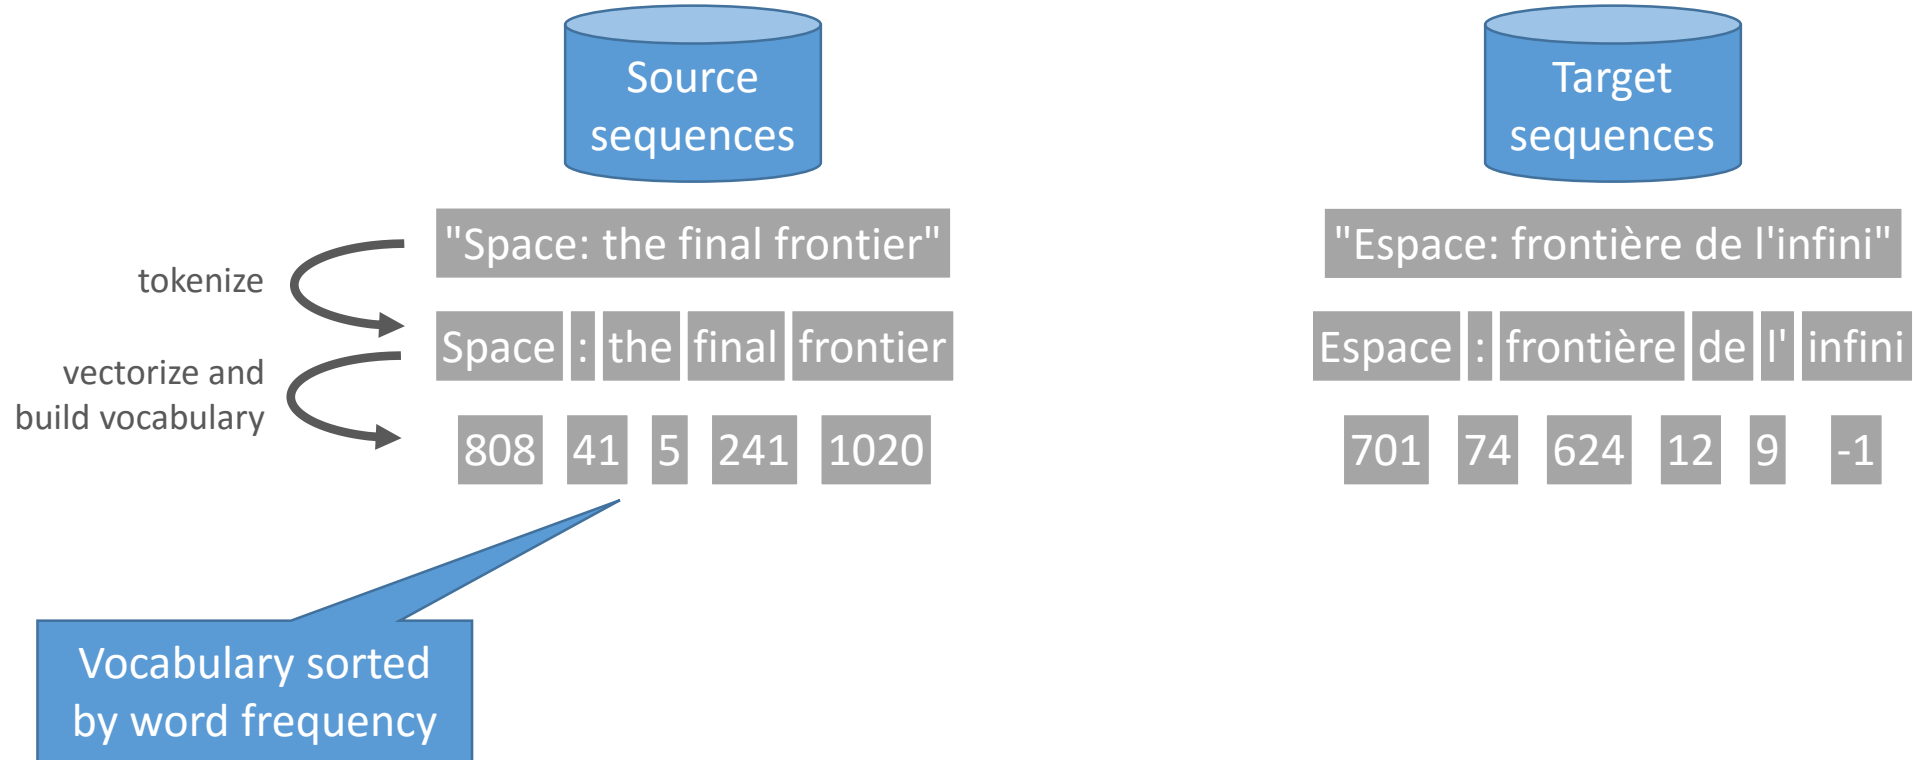 Source
sequences
Target
sequences
"Space: the final frontier"
"Espace: frontière de l'infini"
tokenize
Space : the final frontier
Espace : frontière de l' infini
vectorize and
build vocabulary
808 41 5 241 1020
701 74 624 12 9 -1
Vocabulary sorted
by word frequency